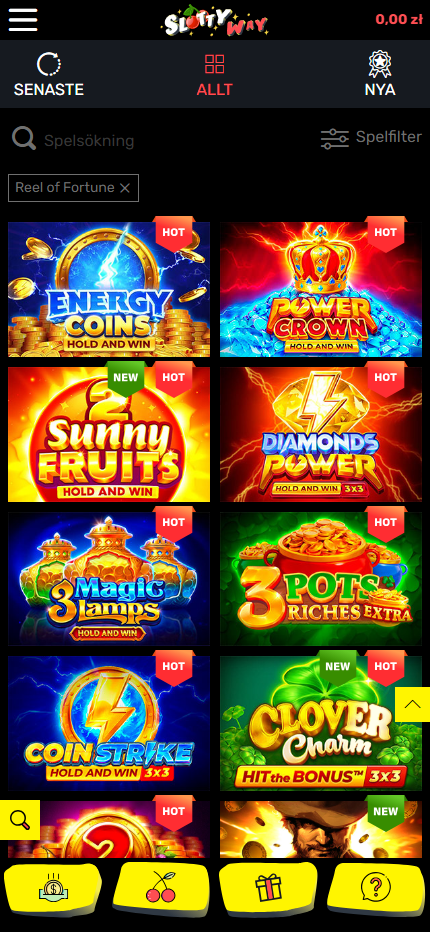 SLOTTY WAY
0,00 zł
SENASTE
ALLT
NYA
Spelsökning
Spelfilter
Reel of Fortune
HOT
HOT
ENERGY
COINS
HOLD AND WIN
POWER
CROWN
HOLD AND WIN
NEW
HOT
HOT
2
Sunny
FRUITS
HOLD AND WIN
DIAMONDS
POWER
HOLD AND WIN 3X3
HOT
HOT
3 Magic
Lamps
HOLD AND WIN
3 POTS
RICHES EXTRA
HOT
NEW
HOT
COIN STRIKE
HOLD AND WIN 3X3
CLOVER
Charm
HIT the BONUS™ 3X3
HOT
NEW
2